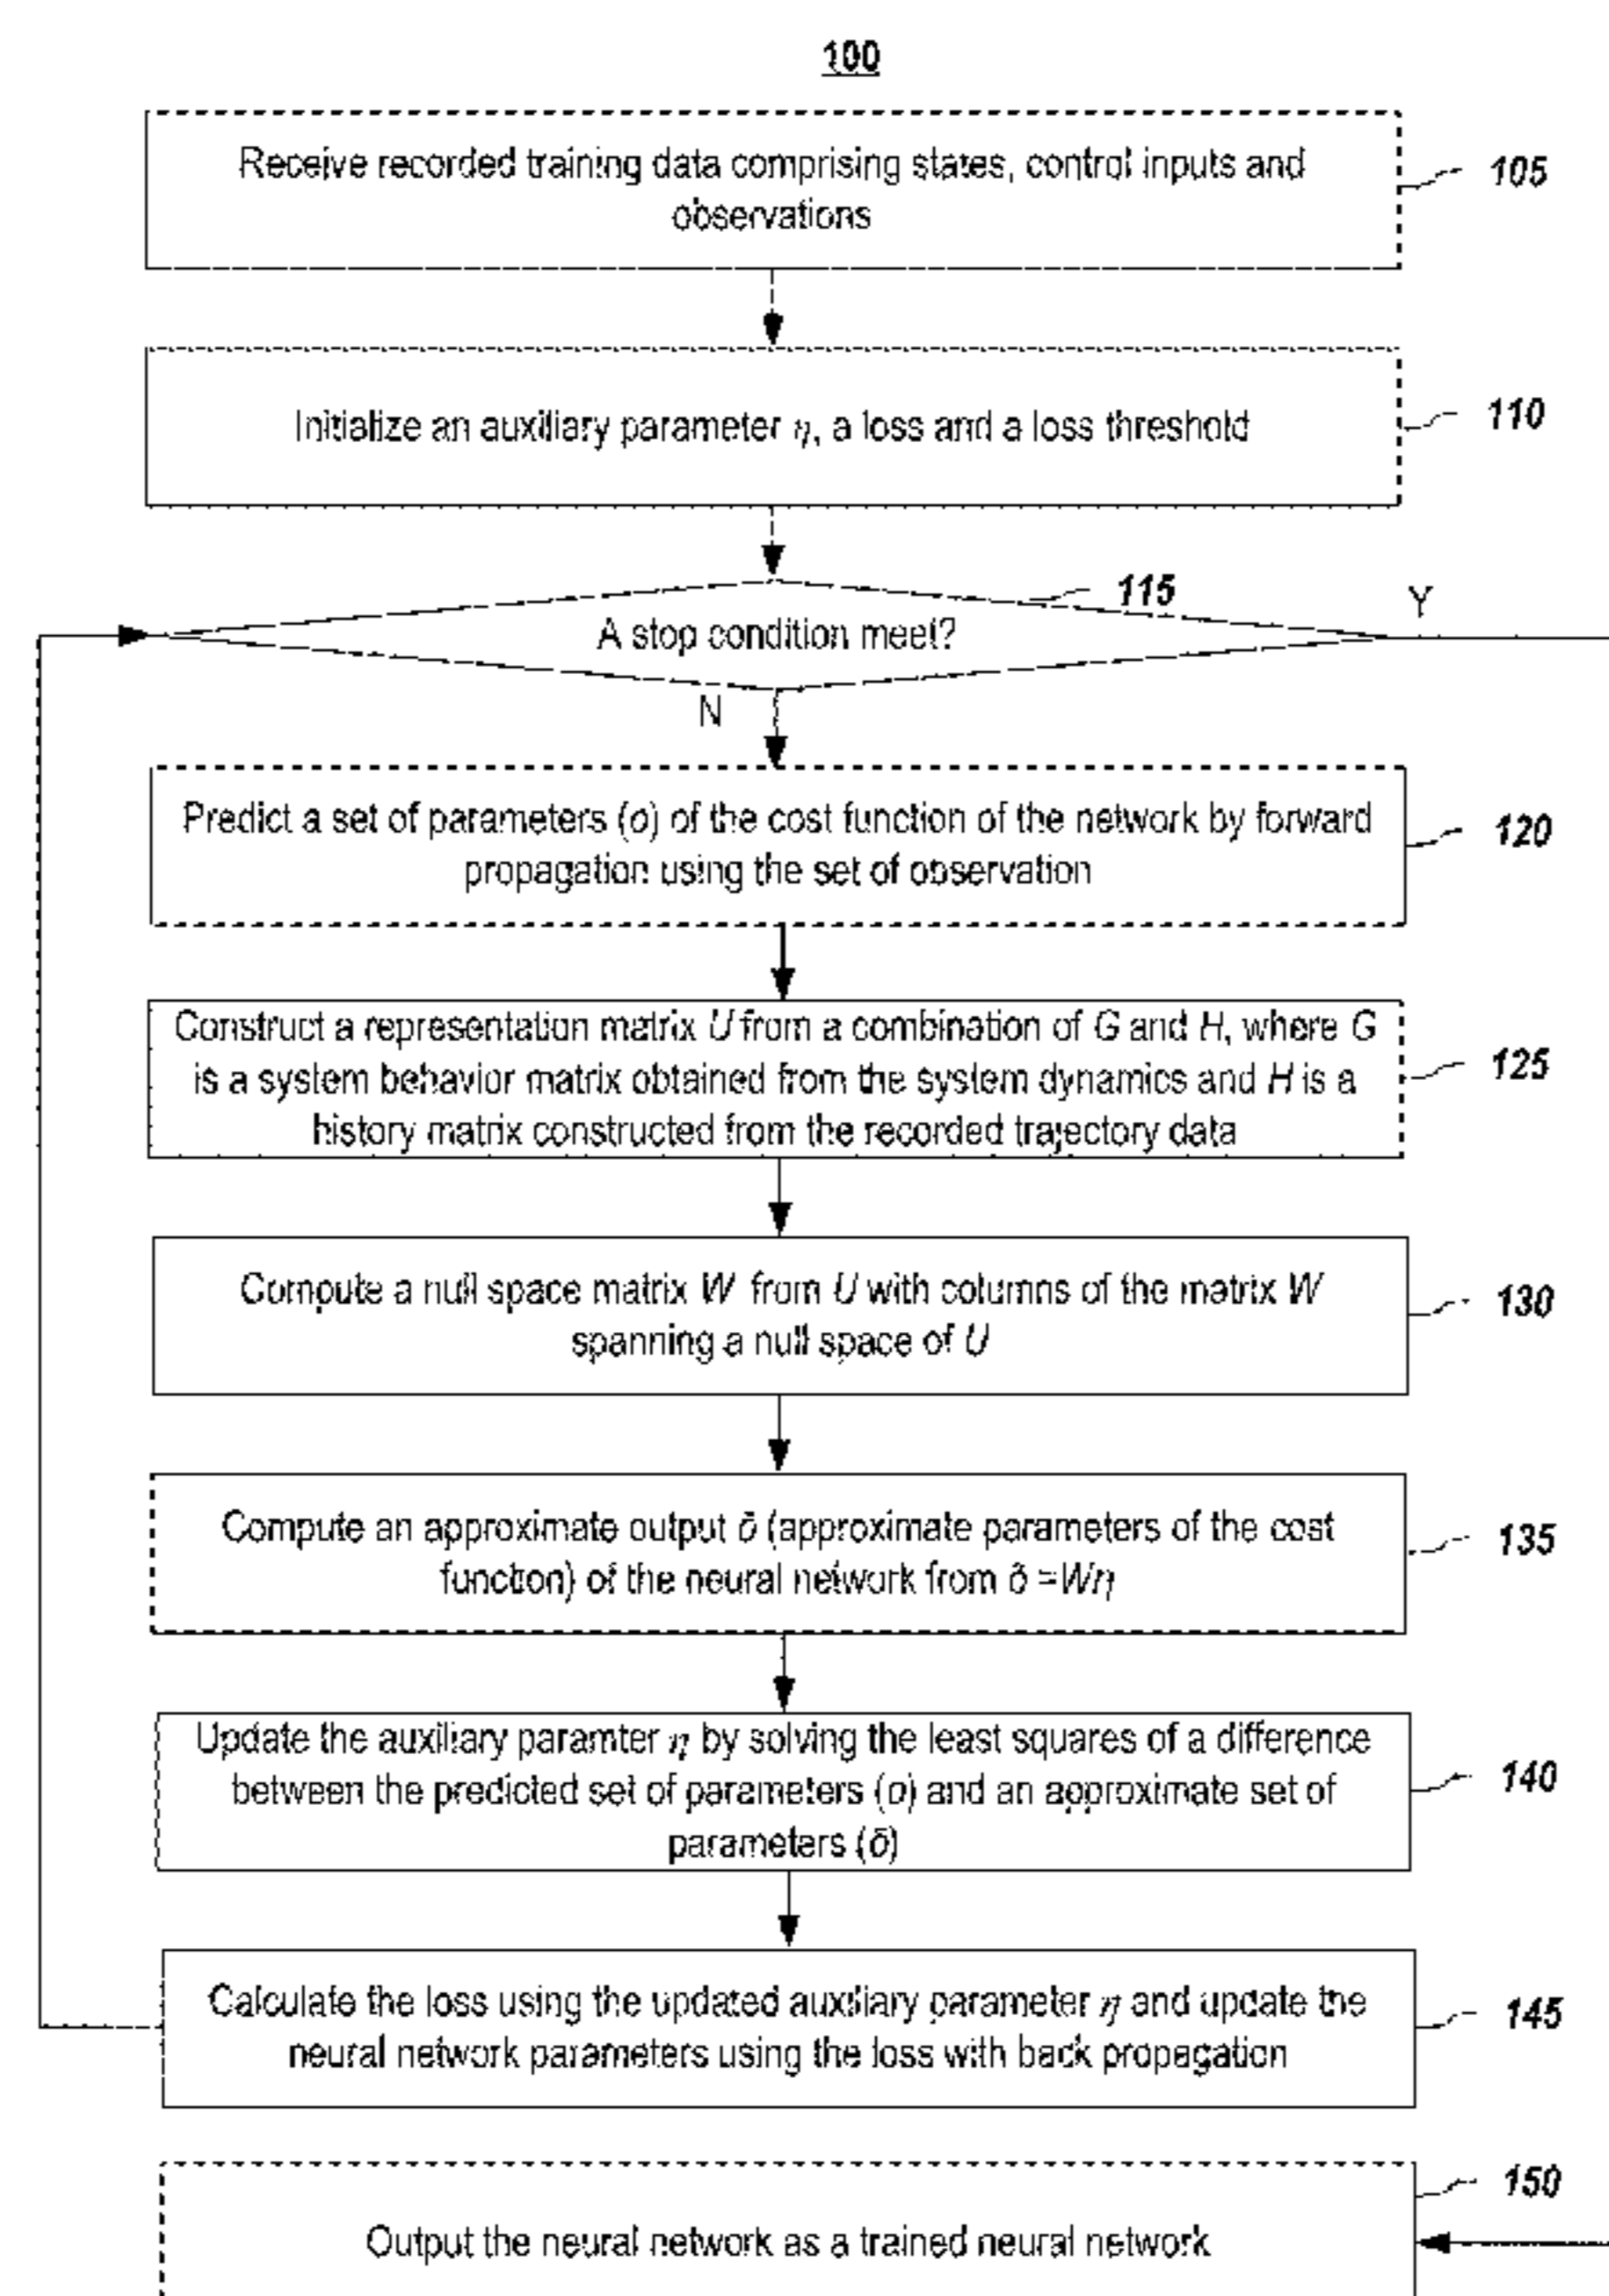 100
Receive recorded training data comprising states, control inputs and
observations
105
Initialize an auxiliary parameter η, a loss and a loss threshold
110
115
Y
A stop condition meet?
N
Predict a set of parameters (o) of the cost function of the network by forward
propagation using the set of observation
120
Construct a representation matrix U from a combination of G and H, where G
is a system behavior matrix obtained from the system dynamics and H is a
history matrix constructed from the recorded trajectory data
125
Compute a null space matrix W from U with columns of the matrix W
spanning a null space of U
130
Compute an approximate output õ (approximate parameters of the cost
function) of the neural network from õ =Wη
135
Update the auxiliary paramter η by solving the least squares of a difference
between the predicted set of parameters (o) and an approximate set of
parameters (õ)
140
Calculate the loss using the updated auxiliary parameter η and update the
neural network parameters using the loss with back propagation
145
150
Output the neural network as a trained neural network